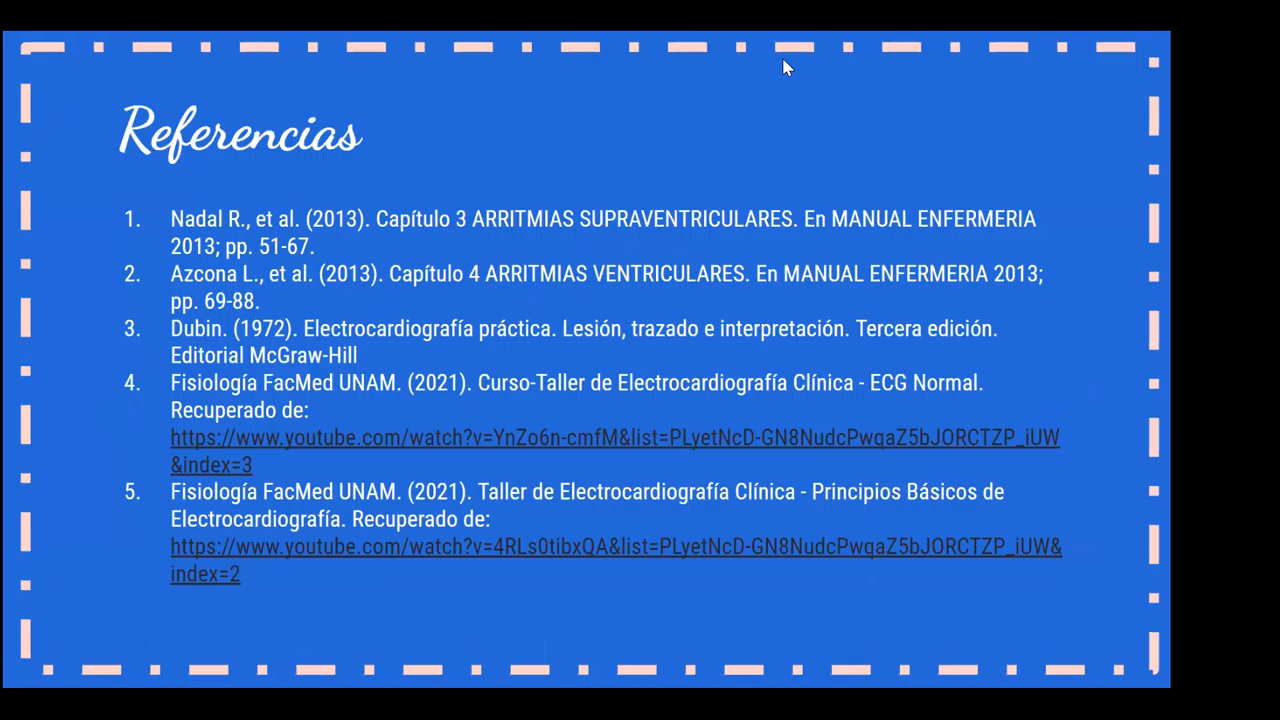 Referencias
1. Nadal R., et al. (2013). Capítulo 3 ARRITMIAS SUPRAVENTRICULARES. En MANUAL ENFERMERIA
2013; pp. 51-67.
2. Azcona L., et al. (2013). Capítulo 4 ARRITMIAS VENTRICULARES. En MANUAL ENFERMERIA 2013;
pp. 69-88.
3. Dubin. (1972). Electrocardiografía práctica. Lesión, trazado e interpretación. Tercera edición.
Editorial McGraw-Hill
4. Fisiología FacMed UNAM. (2021). Curso-Taller de Electrocardiografía Clínica - ECG Normal.
Recuperado de:
https://www.youtube.com/watch?v=YnZo6n-cmfM&list=PLyetNcD-GN8NudcPwqaZ5bJORCTZP_iUW
&index=3
5. Fisiología FacMed UNAM. (2021). Taller de Electrocardiografía Clínica - Principios Básicos de
Electrocardiografía. Recuperado de:
https://www.youtube.com/watch?v=4RLs0tibxQA&list=PLyetNcD-GN8NudcPwqaZ5bJORCTZP_iUW&
index=2